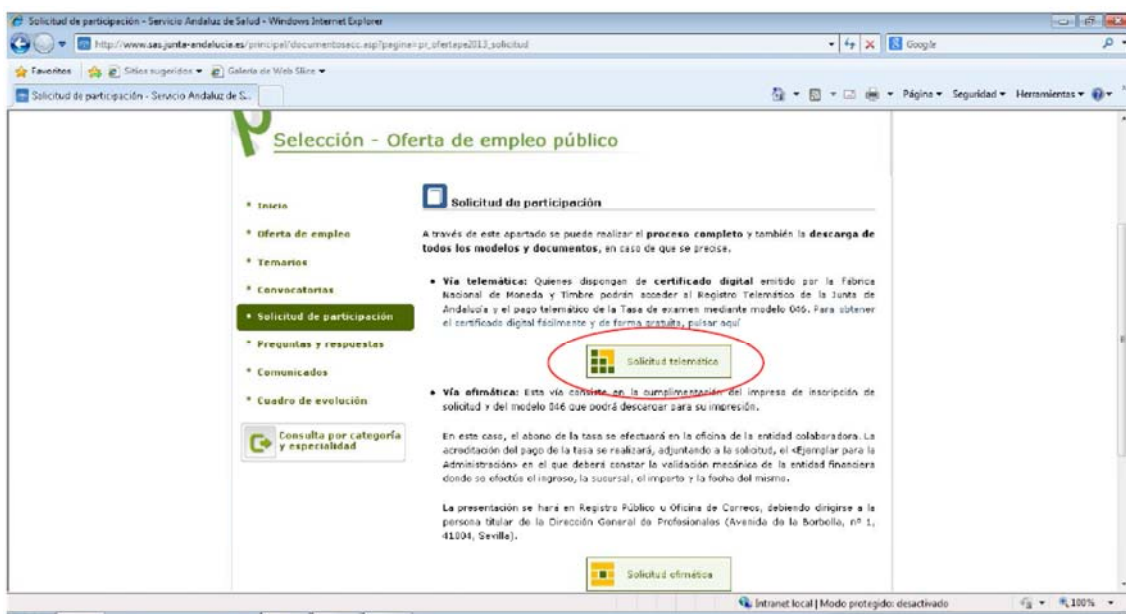 Solicitud de participación - Servicio Andaluz de Salud - Windows Internet Explorer
http://www.sas.junta-andalucia.es/principal/documentosacc.asp?pagina=pr_ofertape2013_solicitud
Google
Favoritos Sitios sugeridos Galería de Web Slice
Solicitud de participación - Servicio Andaluz de S...
Página Seguridad Herramientas
Selección - Oferta de empleo público
Inicio
Oferta de empleo
Temarios
Convocatorias
Solicitud de participación
Preguntas y respuestas
Comunicados
Cuadro de evolución
Consulta por categoría
y especialidad
Solicitud de participación
A través de este apartado se puede realizar el proceso completo y también la descarga de
todos los modelos y documentos, en caso de que se precise.
• Vía telemática: Quienes dispongan de certificado digital emitido por la Fábrica
Nacional de Moneda y Timbre podrán acceder al Registro Telemático de la Junta de
Andalucía y el pago telemático de la Tasa de examen mediante modelo 046. Para obtener
el certificado digital fácilmente y de forma gratuita, pulsar aquí
Solicitud telemática
• Vía ofimática: Esta vía consiste en la cumplimentación del impreso de inscripción de
solicitud y del modelo 046 que podrá descargar para su impresión.
En este caso, el abono de la tasa se efectuará en la oficina de la entidad colaboradora. La
acreditación del pago de la tasa se realizará, adjuntando a la solicitud, el «Ejemplar para la
Administración» en el que deberá constar la validación mecánica de la entidad financiera
donde se efectúe el ingreso, la sucursal, el importe y la fecha del mismo.
La presentación se hará en Registro Público u Oficina de Correos, debiendo dirigirse a la
persona titular de la Dirección General de Profesionales (Avenida de la Borbolla, nº 1,
41004, Sevilla).
Solicitud ofimática
Intranet local | Modo protegido: desactivado
100%